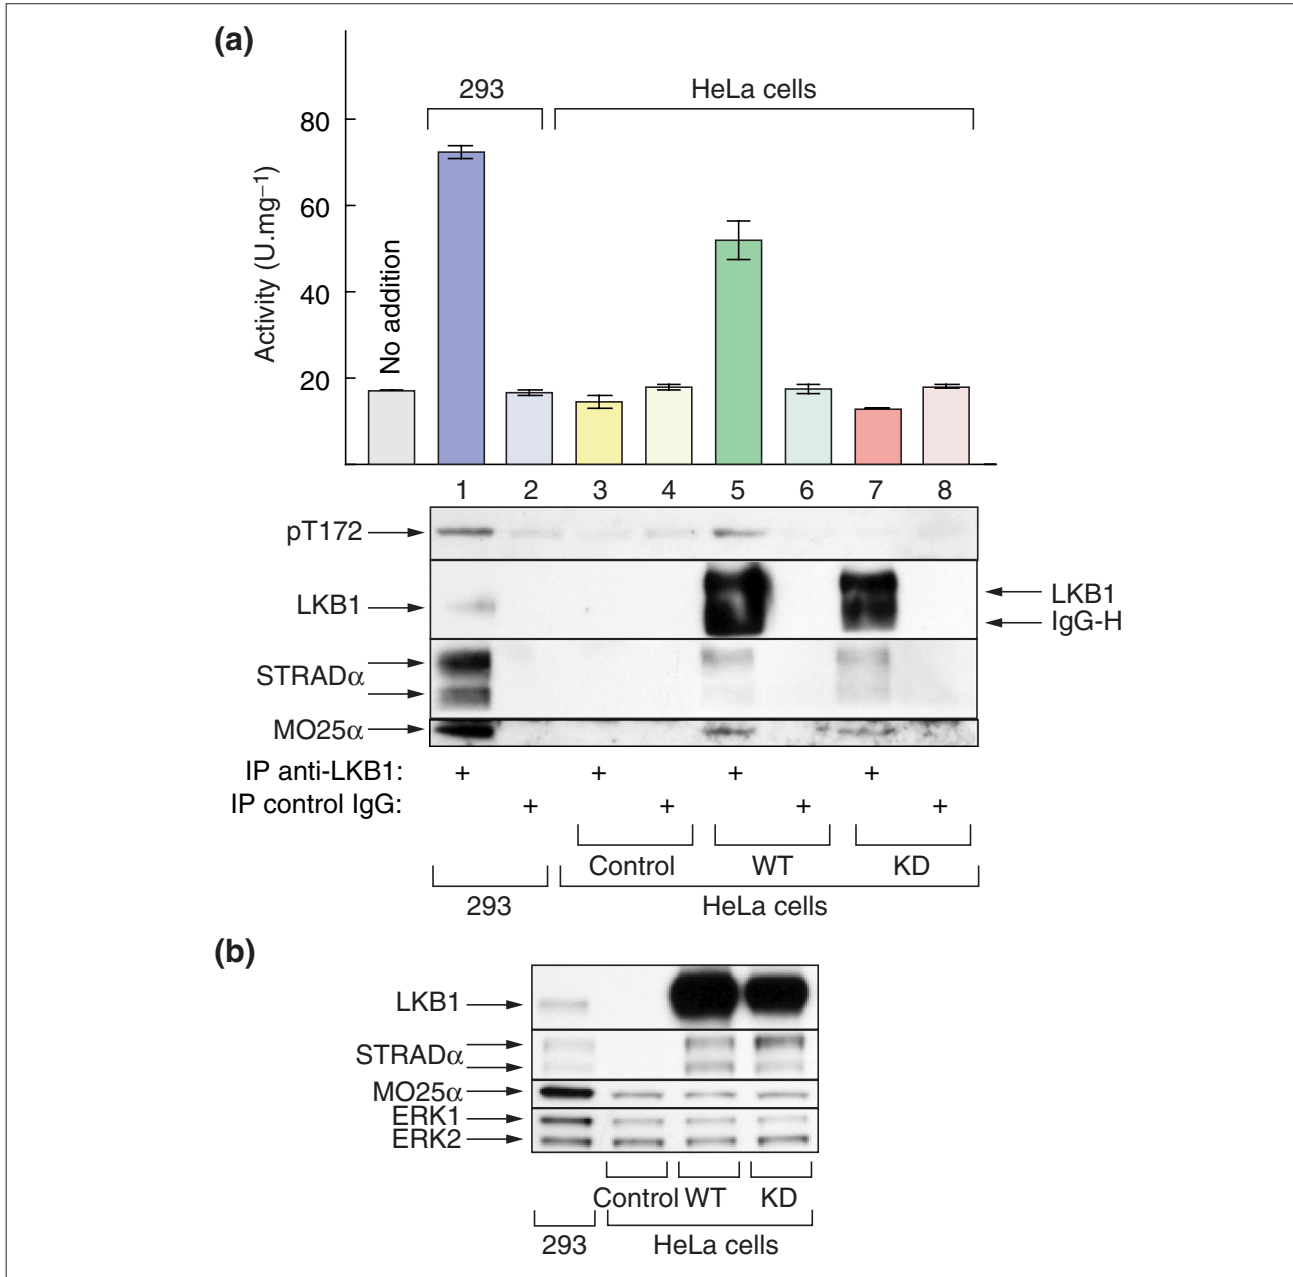 (a)
293 HeLa cells
80
60
40
20
Activity (U.mg−1)
No addition
1 2 3 4 5 6 7 8
pT172
LKB1
LKB1
IgG-H
STRADα
MO25α
IP anti-LKB1: + + + +
IP control IgG: + + + +
Control WT KD
293 HeLa cells
(b)
LKB1
STRADα
MO25α
ERK1
ERK2
Control WT KD
293 HeLa cells